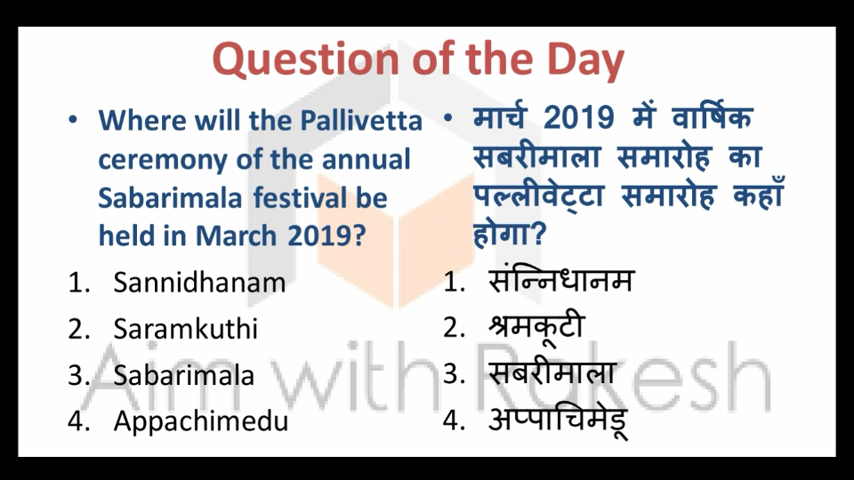 Question of the Day
• Where will the Pallivetta
ceremony of the annual
Sabarimala festival be
held in March 2019?
1. Sannidhanam
2. Saramkuthi
3. Sabarimala
4. Appachimedu
• मार्च 2019 में वार्षिक
सबरीमाला समारोह का
पल्लीवेट्टा समारोह कहाँ
होगा?
1. संन्निधानम
2. श्रमकूटी
3. सबरीमाला
4. अप्पाचिमेडू
Aim with Rakesh